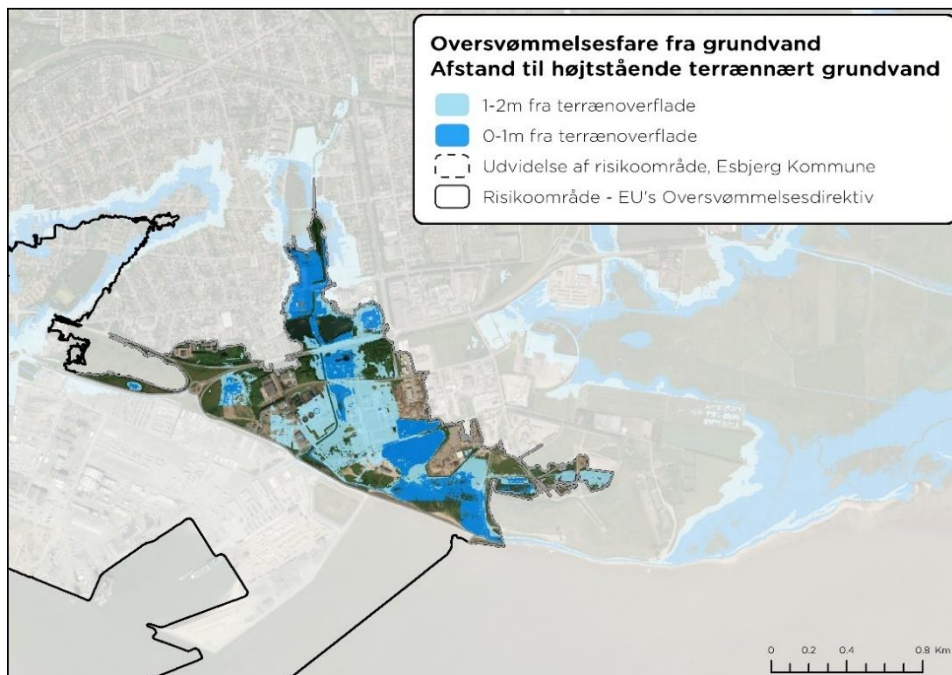 Oversvømmelsesfare fra grundvand
Afstand til højtstående terrænnært grundvand
1-2m fra terrænoverflade
0-1m fra terrænoverflade
Udvidelse af risikoområde, Esbjerg Kommune
Risikoområde - EU's Oversvømmelsesdirektiv
0 0.2 0.4 0.8 Km